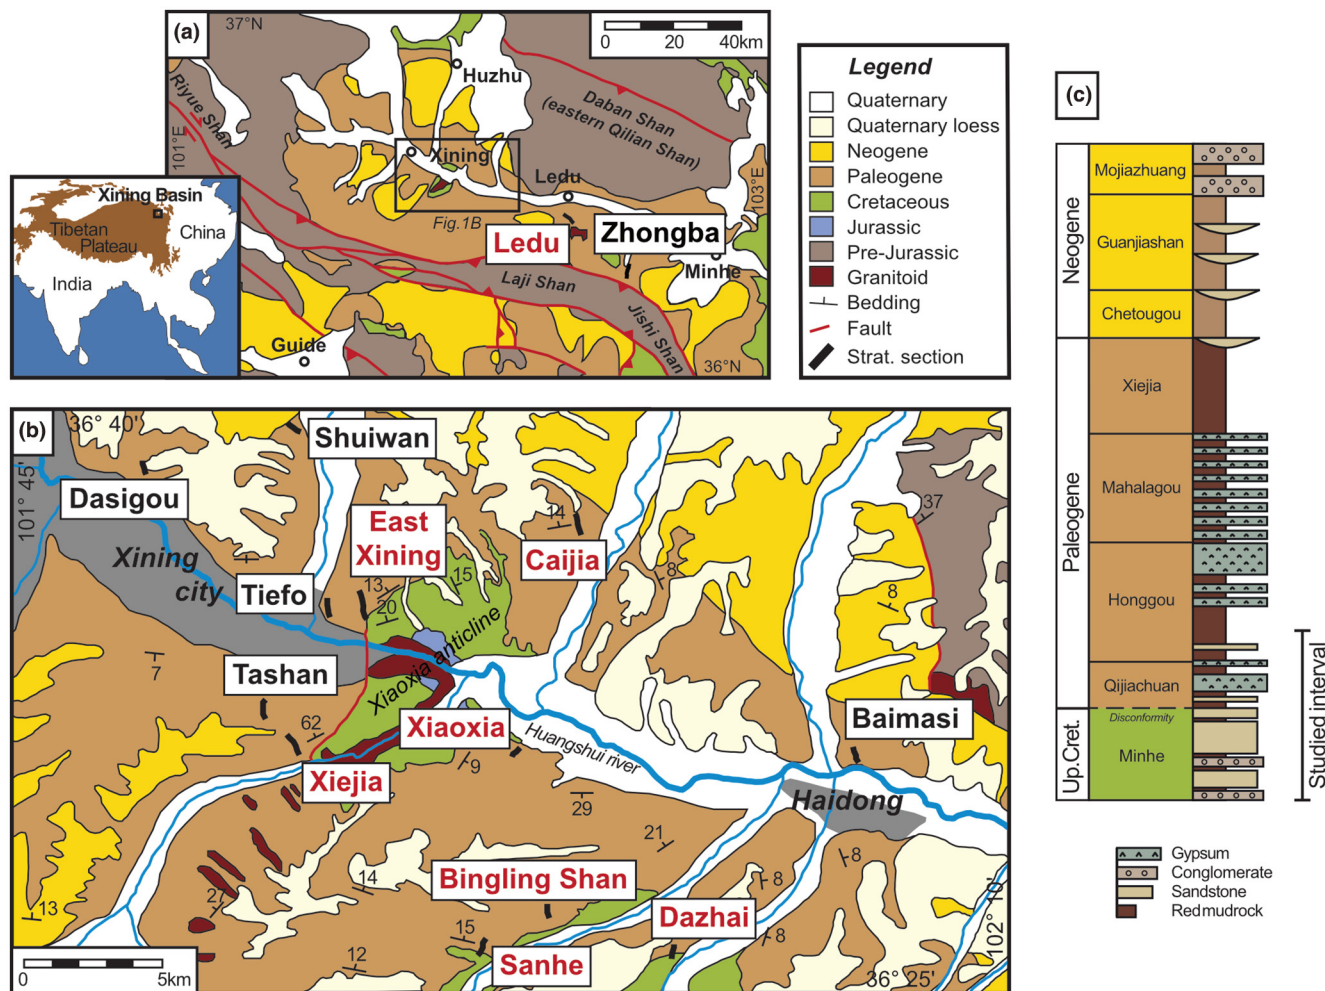 (a)
37°N
0 20 40km
Huzhu
Riyue Shan
101°E
Daban Shan
(eastern Qilian Shan)
Xining
Ledu
103°E
Fig.1B
Ledu
Zhongba
Minhe
Laji Shan
Jishi Shan
Guide
36°N
Xining Basin
Tibetan
Plateau
China
India
Legend
Quaternary
Quaternary loess
Neogene
Paleogene
Cretaceous
Jurassic
Pre-Jurassic
Granitoid
Bedding
Fault
Strat. section
(b)
36° 40'
101° 45'
Shuiwan
Dasigou
Xining
city
East
Xining
Caijia
14
37
13
15
20
8
8
Tiefo
Xiaoxia anticline
7
Tashan
62
Xiaoxia
9
Huangshui river
Baimasi
Xiejia
29
Haidong
21
8
8
Bingling Shan
14
27
13
Dazhai
15
8
12
Sanhe
102° 10'
36° 25'
0 5km
(c)
Neogene
Mojiazhuang
Guanjiashan
Chetougou
Paleogene
Xiejia
Mahalagou
Honggou
Qijiachuan
Up.Cret.
Disconformity
Minhe
Studied interval
Gypsum
Conglomerate
Sandstone
Red mudrock